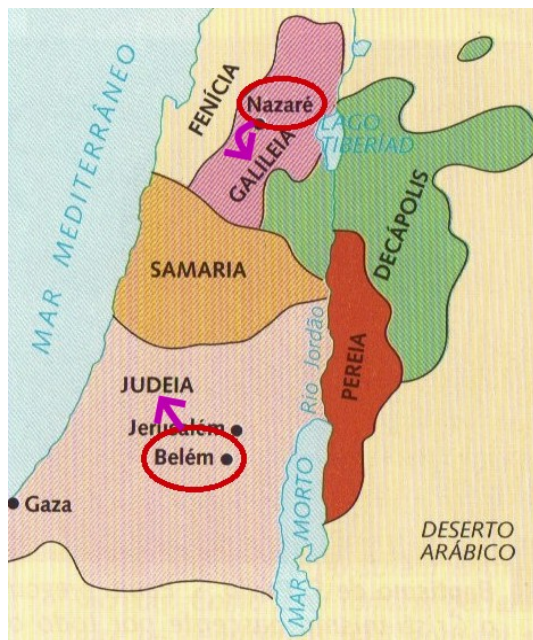 FENÍCIA
Nazaré
LAGO
TIBERIAD
GALILEIA
MAR MEDITERRÂNEO
DECÁPOLIS
SAMARIA
Rio Jordão
PEREIA
JUDEIA
Jerusalém
Belém
Gaza
MAR MORTO
DESERTO
ARÁBICO